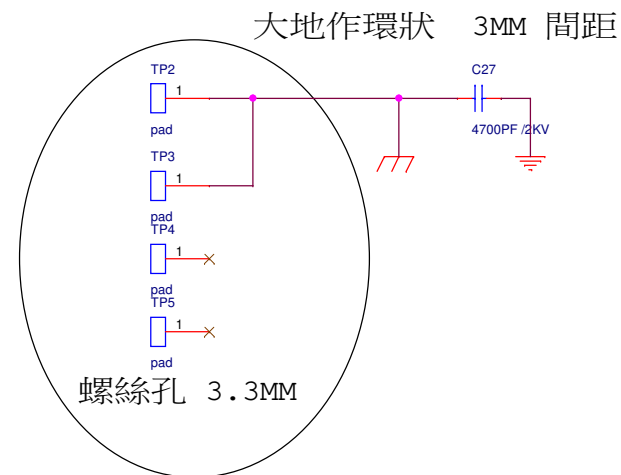 大地作環狀 3MM 間距
TP2
1
pad
C27
4700PF /2KV
TP3
1
pad
TP4
1
pad
TP5
1
pad
螺絲孔 3.3MM